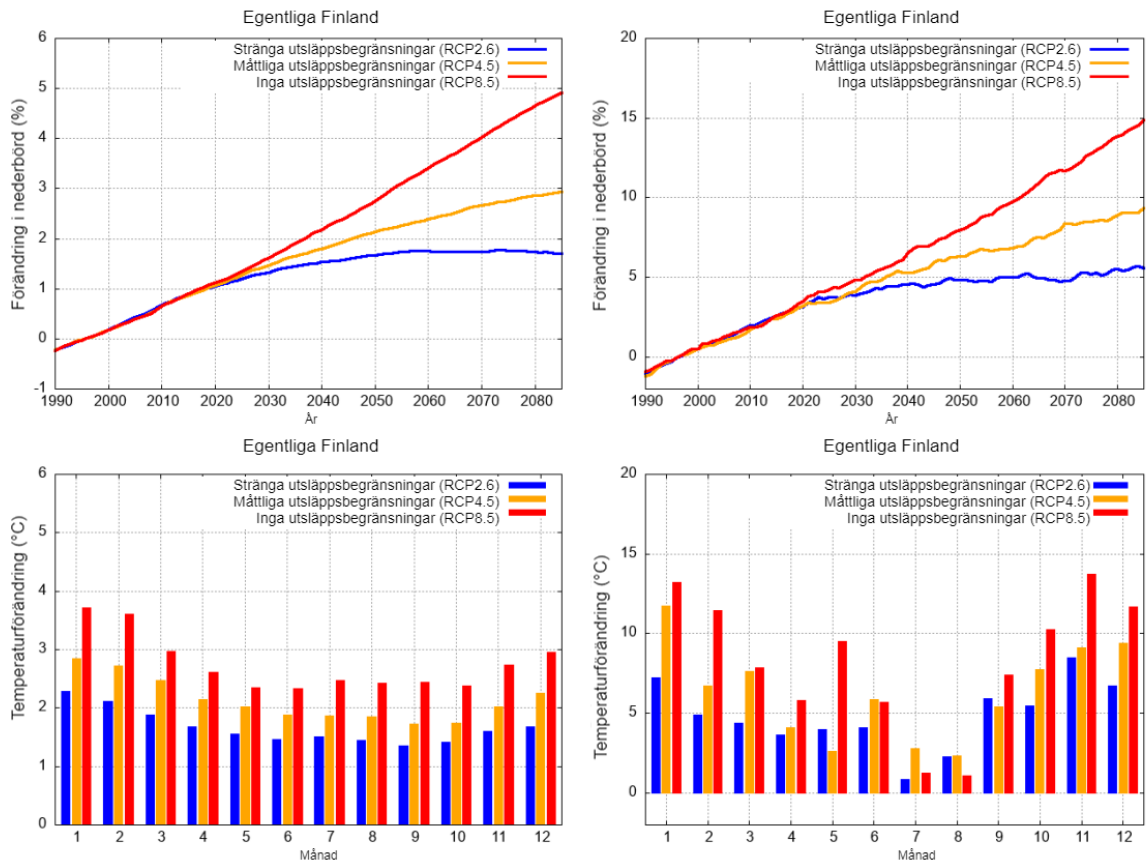 Egentliga Finland
6
5
4
3
2
1
0
-1
Förändring i nederbörd (%)
Stränga utsläppsbegränsningar (RCP2.6)
Måttliga utsläppsbegränsningar (RCP4.5)
Inga utsläppsbegränsningar (RCP8.5)
1990 2000 2010 2020 2030 2040 2050 2060 2070 2080
År
Egentliga Finland
20
15
10
5
0
Förändring i nederbörd (%)
Stränga utsläppsbegränsningar (RCP2.6)
Måttliga utsläppsbegränsningar (RCP4.5)
Inga utsläppsbegränsningar (RCP8.5)
1990 2000 2010 2020 2030 2040 2050 2060 2070 2080
År
Egentliga Finland
6
5
4
3
2
1
0
Temperaturförändring (°C)
Stränga utsläppsbegränsningar (RCP2.6)
Måttliga utsläppsbegränsningar (RCP4.5)
Inga utsläppsbegränsningar (RCP8.5)
1 2 3 4 5 6 7 8 9 10 11 12
Månad
Egentliga Finland
20
15
10
5
0
Temperaturförändring (°C)
Stränga utsläppsbegränsningar (RCP2.6)
Måttliga utsläppsbegränsningar (RCP4.5)
Inga utsläppsbegränsningar (RCP8.5)
1 2 3 4 5 6 7 8 9 10 11 12
Månad